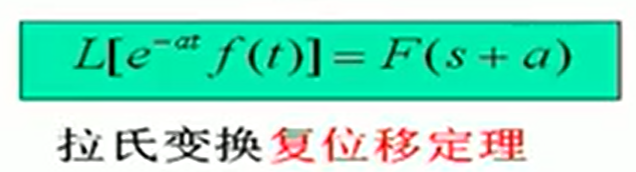 L[e^{-at} f(t)] = F(s + a)
拉氏变换复位移定理